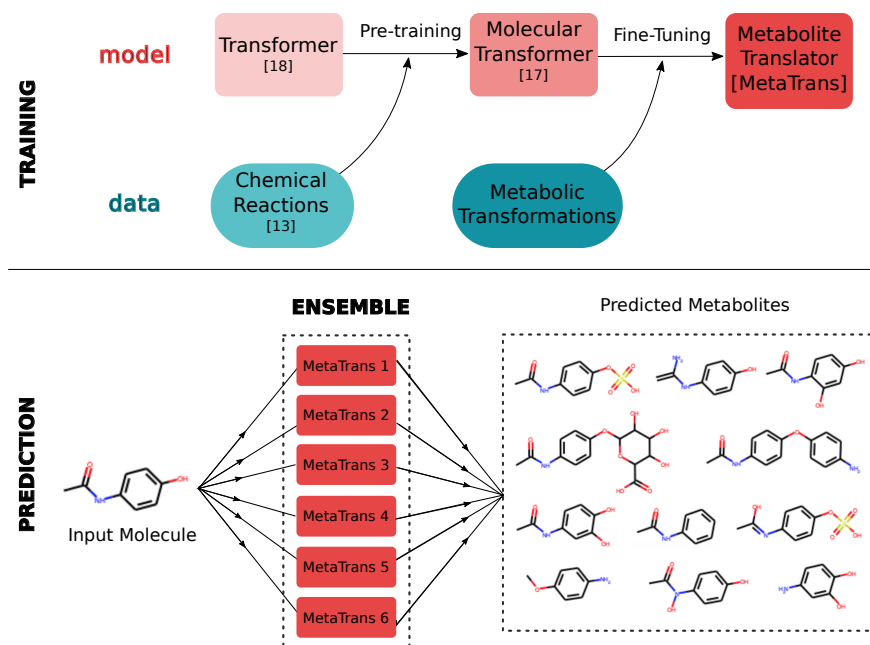 TRAINING
model
Transformer
[18]
Pre-training
Molecular
Transformer
[17]
Fine-Tuning
Metabolite
Translator
[MetaTrans]
data
Chemical
Reactions
[13]
Metabolic
Transformations
PREDICTION
ENSEMBLE
Predicted Metabolites
Input Molecule
MetaTrans 1
MetaTrans 2
MetaTrans 3
MetaTrans 4
MetaTrans 5
MetaTrans 6